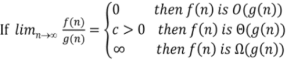 If lim_{n→∞} f(n)/g(n) = { 0 then f(n) is O(g(n))
c > 0 then f(n) is Θ(g(n))
∞ then f(n) is Ω(g(n))